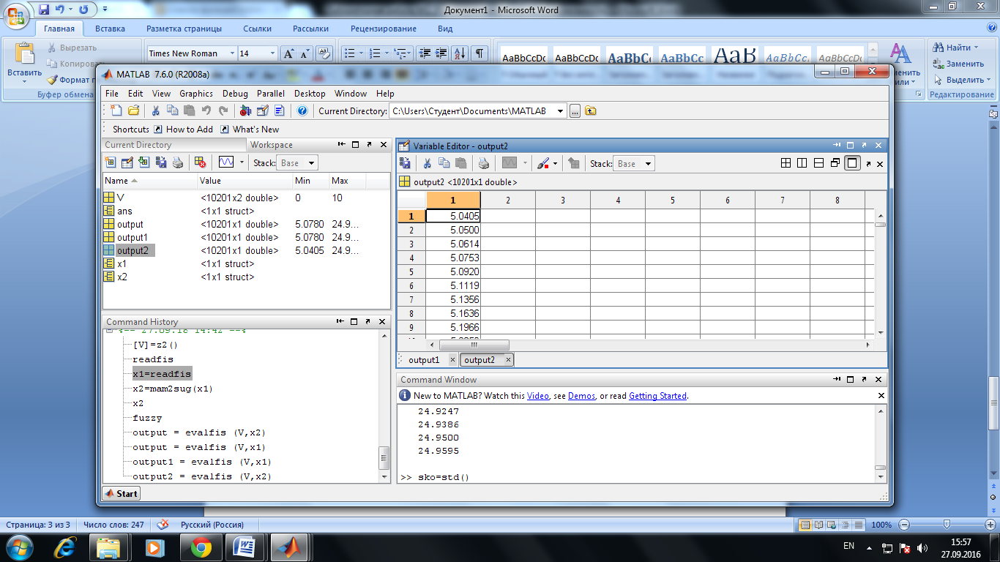 Документ1 - Microsoft Word
Главная Вставка Разметка страницы Ссылки Рассылки Рецензирование Вид
Вырезать
Вставить
Формат п
Буфер обмена
Times New Roman 14
AaBbCcDc AaBbCcDc AaBbC AaBbCc AaB AaBbCc. AaBbCcDc
Найти
Заменить
Выделить
Редактирование
MATLAB 7.6.0 (R2008a)
File Edit View Graphics Debug Parallel Desktop Window Help
Current Directory: C:\Users\Студент\Documents\MATLAB
Shortcuts How to Add What's New
Current Directory Workspace
Stack: Base
Name Value Min Max
V <10201x2 double> 0 10
ans <1x1 struct>
output <10201x1 double> 5.0780 24.9...
output1 <10201x1 double> 5.0780 24.9...
output2 <10201x1 double> 5.0405 24.9...
x1 <1x1 struct>
x2 <1x1 struct>
Command History
[V]=z2()
readfis
x1=readfis
x2=mam2sug(x1)
x2
fuzzy
output = evalfis (V,x2)
output = evalfis (V,x1)
output1 = evalfis (V,x1)
output2 = evalfis (V,x2)
Variable Editor - output2
Stack: Base
output2 <10201x1 double>
1 2 3 4 5 6 7 8
1 5.0405
2 5.0500
3 5.0614
4 5.0753
5 5.0920
6 5.1119
7 5.1356
8 5.1636
9 5.1966
output1 output2
Command Window
New to MATLAB? Watch this Video, see Demos, or read Getting Started.
24.9247
24.9386
24.9500
24.9595
>> sko=std()
Start
Страница: 3 из 3 Число слов: 247 Русский (Россия) 100%
EN 15:57
27.09.2016